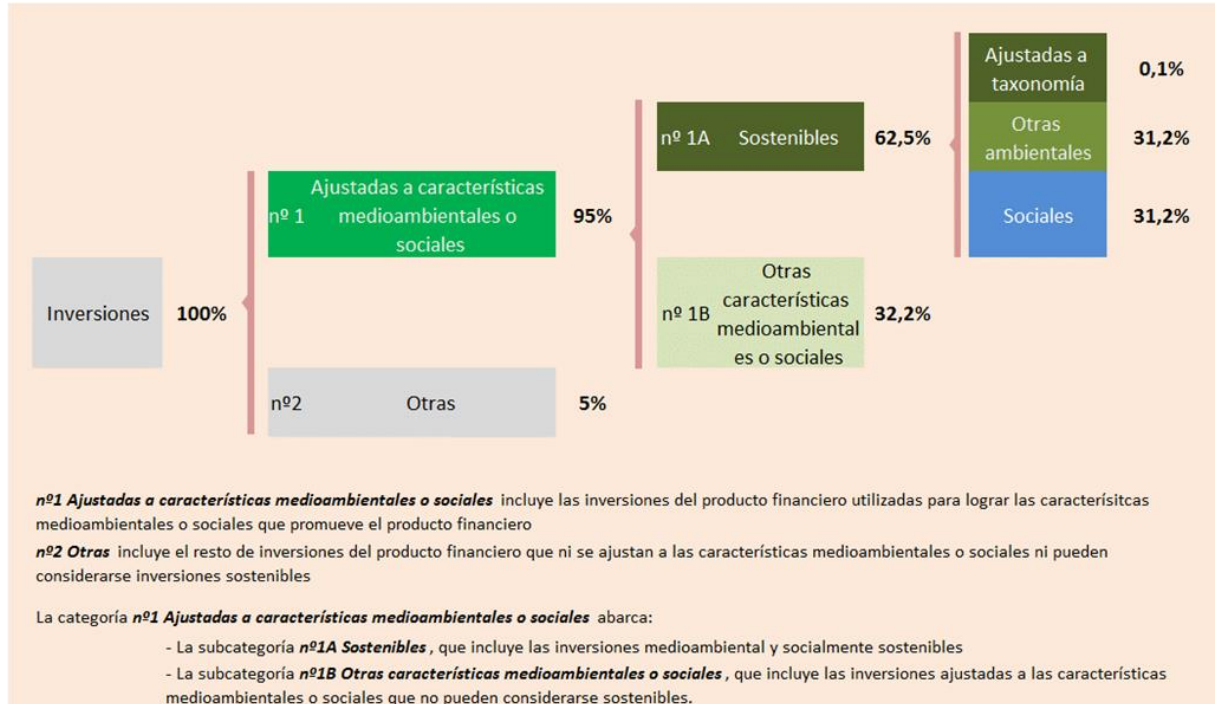 Ajustadas a
taxonomía
0,1%
nº 1A
Sostenibles
62,5%
Otras
ambientales
31,2%
Ajustadas a características
nº 1
medioambientales o
sociales
95%
Sociales
31,2%
Inversiones
100%
Otras
características
nº 1B
medioambiental
es o sociales
32,2%
nº2
Otras
5%
nº1 Ajustadas a características medioambientales o sociales incluye las inversiones del producto financiero utilizadas para lograr las caracterísitcas
medioambientales o sociales que promueve el producto financiero
nº2 Otras incluye el resto de inversiones del producto financiero que ni se ajustan a las características medioambientales o sociales ni pueden
considerarse inversiones sostenibles
La categoría nº1 Ajustadas a características medioambientales o sociales abarca:
- La subcategoría nº1A Sostenibles, que incluye las inversiones medioambiental y socialmente sostenibles
- La subcategoría nº1B Otras características medioambientales o sociales, que incluye las inversiones ajustadas a las características
medioambientales o sociales que no pueden considerarse sostenibles.